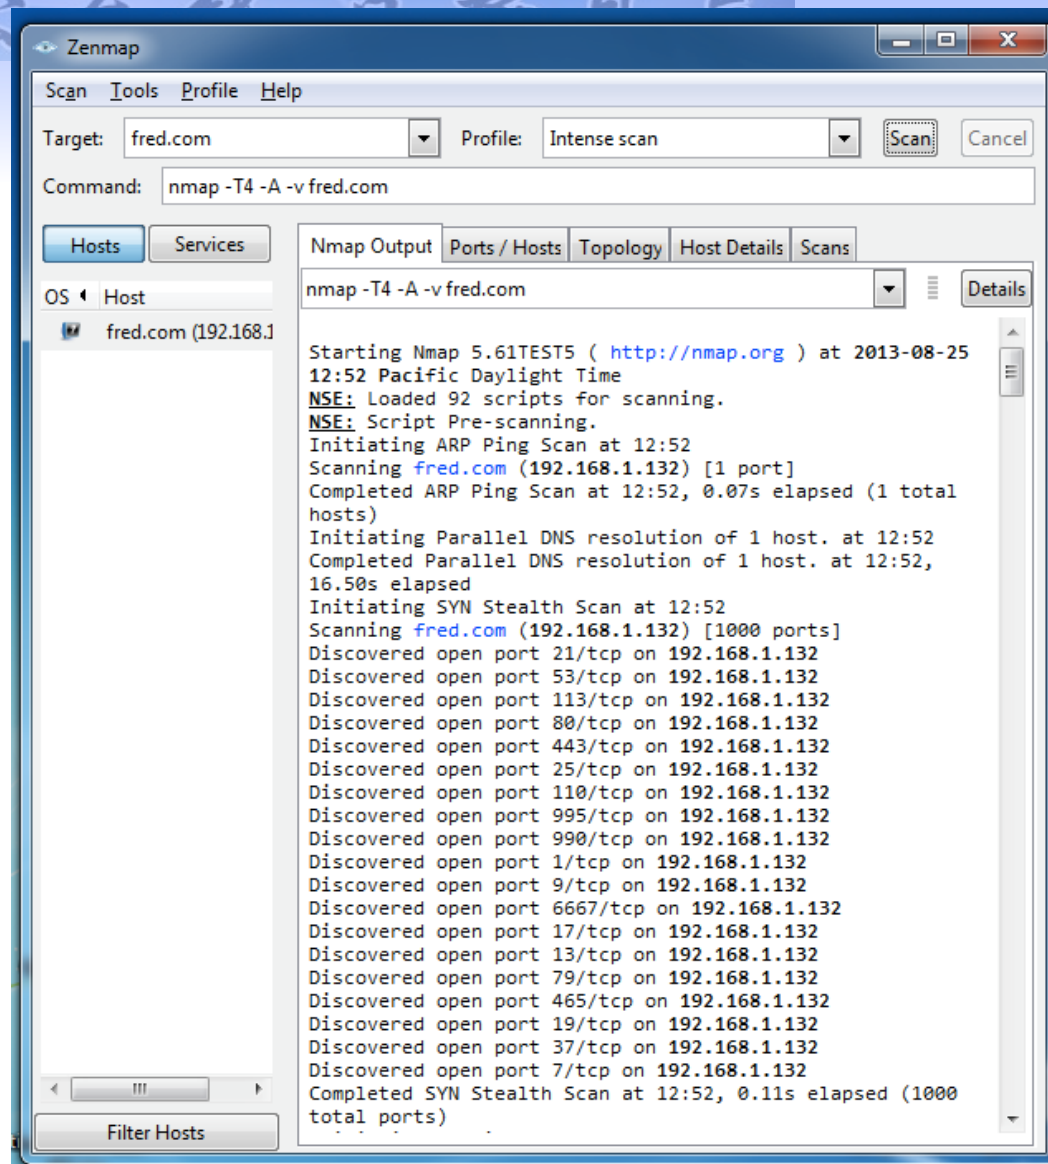 Zenmap
Scan Tools Profile Help
Target: fred.com Profile: Intense scan Scan Cancel
Command: nmap -T4 -A -v fred.com
Hosts Services
Nmap Output Ports / Hosts Topology Host Details Scans
OS Host
nmap -T4 -A -v fred.com Details
fred.com (192.168.1
Starting Nmap 5.61TEST5 ( http://nmap.org ) at 2013-08-25
12:52 Pacific Daylight Time
NSE: Loaded 92 scripts for scanning.
NSE: Script Pre-scanning.
Initiating ARP Ping Scan at 12:52
Scanning fred.com (192.168.1.132) [1 port]
Completed ARP Ping Scan at 12:52, 0.07s elapsed (1 total
hosts)
Initiating Parallel DNS resolution of 1 host. at 12:52
Completed Parallel DNS resolution of 1 host. at 12:52,
16.50s elapsed
Initiating SYN Stealth Scan at 12:52
Scanning fred.com (192.168.1.132) [1000 ports]
Discovered open port 21/tcp on 192.168.1.132
Discovered open port 53/tcp on 192.168.1.132
Discovered open port 113/tcp on 192.168.1.132
Discovered open port 80/tcp on 192.168.1.132
Discovered open port 443/tcp on 192.168.1.132
Discovered open port 25/tcp on 192.168.1.132
Discovered open port 110/tcp on 192.168.1.132
Discovered open port 995/tcp on 192.168.1.132
Discovered open port 990/tcp on 192.168.1.132
Discovered open port 1/tcp on 192.168.1.132
Discovered open port 9/tcp on 192.168.1.132
Discovered open port 6667/tcp on 192.168.1.132
Discovered open port 17/tcp on 192.168.1.132
Discovered open port 13/tcp on 192.168.1.132
Discovered open port 79/tcp on 192.168.1.132
Discovered open port 465/tcp on 192.168.1.132
Discovered open port 19/tcp on 192.168.1.132
Discovered open port 37/tcp on 192.168.1.132
Discovered open port 7/tcp on 192.168.1.132
Completed SYN Stealth Scan at 12:52, 0.11s elapsed (1000
total ports)
Filter Hosts